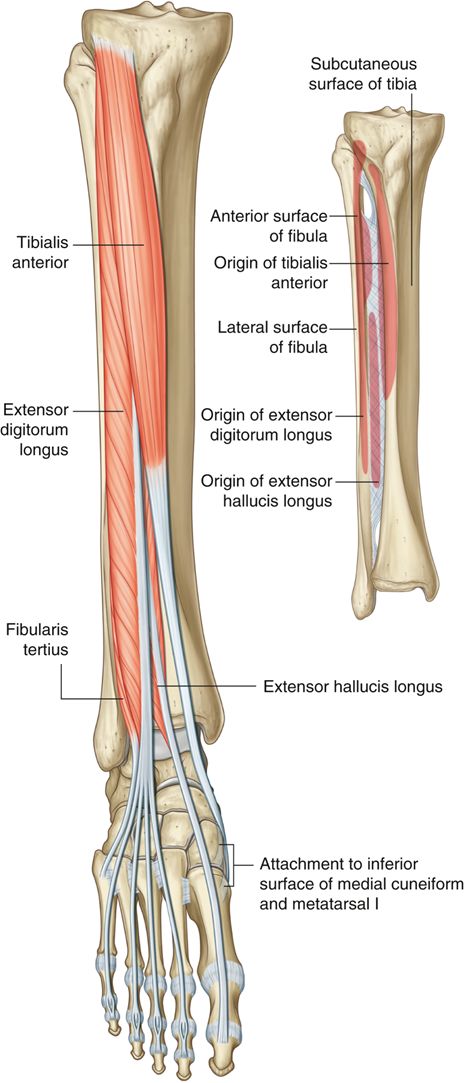 Subcutaneous
surface of tibia
Anterior surface
of fibula
Tibialis
anterior
Origin of tibialis
anterior
Lateral surface
of fibula
Extensor
digitorum
longus
Origin of extensor
digitorum longus
Origin of extensor
hallucis longus
Fibularis
tertius
Extensor hallucis longus
Attachment to inferior
surface of medial cuneiform
and metatarsal I